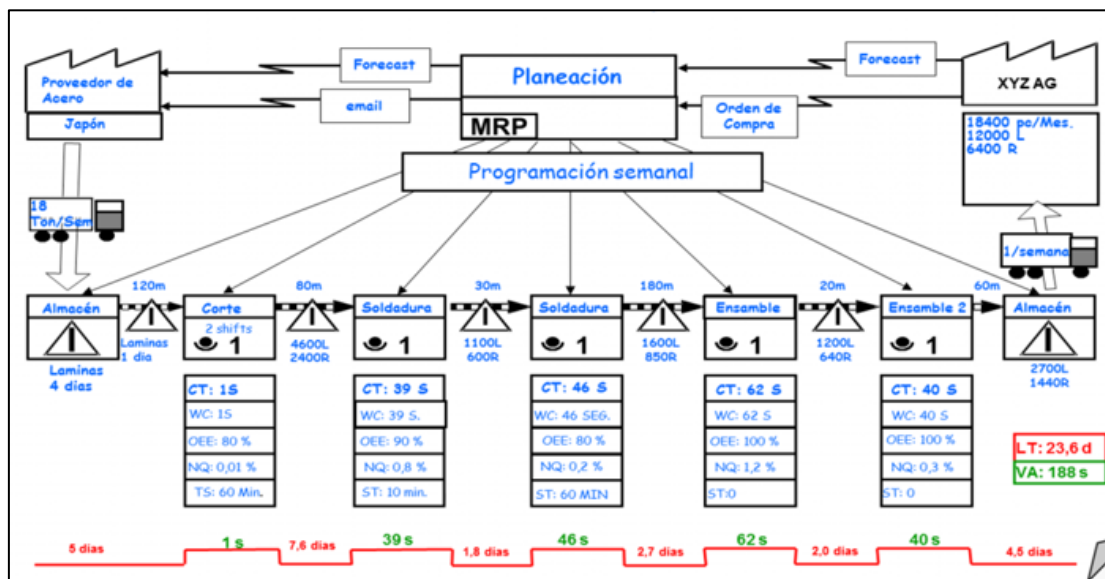 Forecast
Planeación
Forecast
Proveedor de
Acero
XYZ AG
email
Orden de
Compra
Japón
MRP
18400 pc/Mes.
12000 L
6400 R
Programación semanal
18
Ton/Sem
1/semana
120m
80m
30m
180m
20m
60m
Almacén
Corte
Soldadura
Soldadura
Ensamble
Ensamble 2
Almacén
2 shifts
1
1
1
1
1
Laminas
1 dia
4600L
2400R
1100L
600R
1600L
850R
1200L
640R
Laminas
4 dias
2700L
1440R
CT: 1S
WC: 1S
OEE: 80 %
NQ: 0,01 %
TS: 60 Min.
CT: 39 S
WC: 39 S.
OEE: 90 %
NQ: 0,8 %
ST: 10 min.
CT: 46 S
WC: 46 SEG.
OEE: 80 %
NQ: 0,2 %
ST: 60 MIN
CT: 62 S
WC: 62 S
OEE: 100 %
NQ: 1,2 %
ST:0
CT: 40 S
WC: 40 S
OEE: 100 %
NQ: 0,3 %
ST: 0
LT: 23,6 d
VA: 188 s
5 dias
1 s
7,6 dias
39 s
1,8 dias
46 s
2,7 dias
62 s
2,0 dias
40 s
4,5 dias